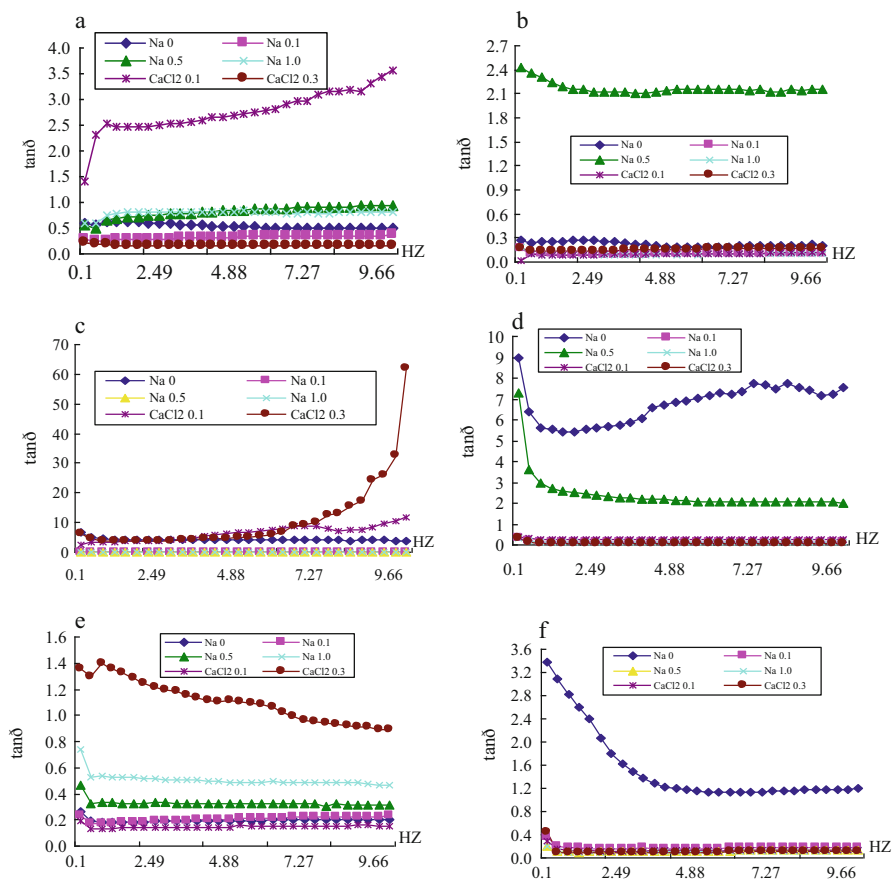 a
Na 0 Na 0.1
Na 0.5 Na 1.0
CaCl2 0.1 CaCl2 0.3
4.0
3.5
3.0
2.5
2.0
1.5
1.0
0.5
0.0
tanð
0.1 2.49 4.88 7.27 9.66
HZ
b
Na 0 Na 0.1
Na 0.5 Na 1.0
CaCl2 0.1 CaCl2 0.3
2.7
2.4
2.1
1.8
1.5
1.2
0.9
0.6
0.3
0.0
tanð
0.1 2.49 4.88 7.27 9.66
HZ
c
Na 0 Na 0.1
Na 0.5 Na 1.0
CaCl2 0.1 CaCl2 0.3
70
60
50
40
30
20
10
0
tanð
0.1 2.49 4.88 7.27 9.66
HZ
d
Na 0 Na 0.1
Na 0.5 Na 1.0
CaCl2 0.1 CaCl2 0.3
10
9
8
7
6
5
4
3
2
1
0
tanð
0.1 2.49 4.88 7.27 9.66
HZ
e
Na 0 Na 0.1
Na 0.5 Na 1.0
CaCl2 0.1 CaCl2 0.3
1.6
1.4
1.2
1.0
0.8
0.6
0.4
0.2
0.0
tanð
0.1 2.49 4.88 7.27 9.66
HZ
f
Na 0 Na 0.1
Na 0.5 Na 1.0
CaCl2 0.1 CaCl2 0.3
3.6
3.2
2.8
2.4
2.0
1.6
1.2
0.8
0.4
0.0
tanð
0.1 2.49 4.88 7.27 9.66
HZ